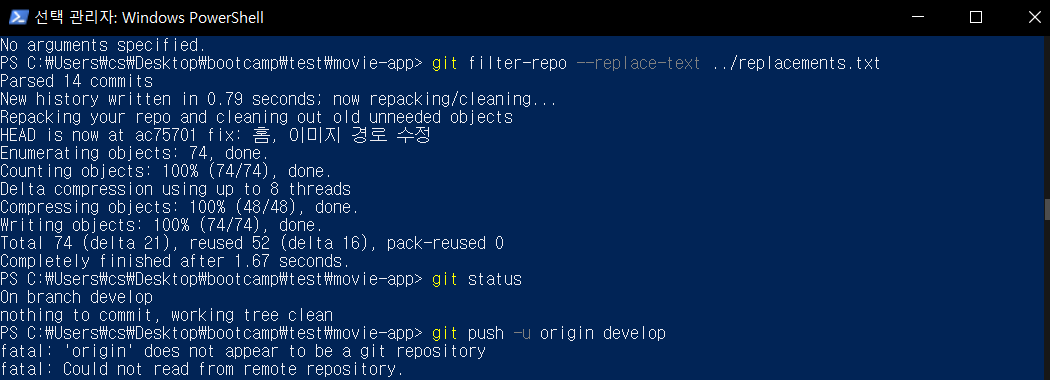 선택 관리자: Windows PowerShell
No arguments specified.
PS C:₩Users₩cs₩Desktop₩bootcamp₩test₩movie-app> git filter-repo --replace-text ../replacements.txt
Parsed 14 commits
New history written in 0.79 seconds; now repacking/cleaning...
Repacking your repo and cleaning out old unneeded objects
HEAD is now at ac75701 fix: 홈, 이미지 경로 수정
Enumerating objects: 74, done.
Counting objects: 100% (74/74), done.
Delta compression using up to 8 threads
Compressing objects: 100% (48/48), done.
Writing objects: 100% (74/74), done.
Total 74 (delta 21), reused 52 (delta 16), pack-reused 0
Completely finished after 1.67 seconds.
PS C:₩Users₩cs₩Desktop₩bootcamp₩test₩movie-app> git status
On branch develop
nothing to commit, working tree clean
PS C:₩Users₩cs₩Desktop₩bootcamp₩test₩movie-app> git push -u origin develop
fatal: 'origin' does not appear to be a git repository
fatal: Could not read from remote repository.